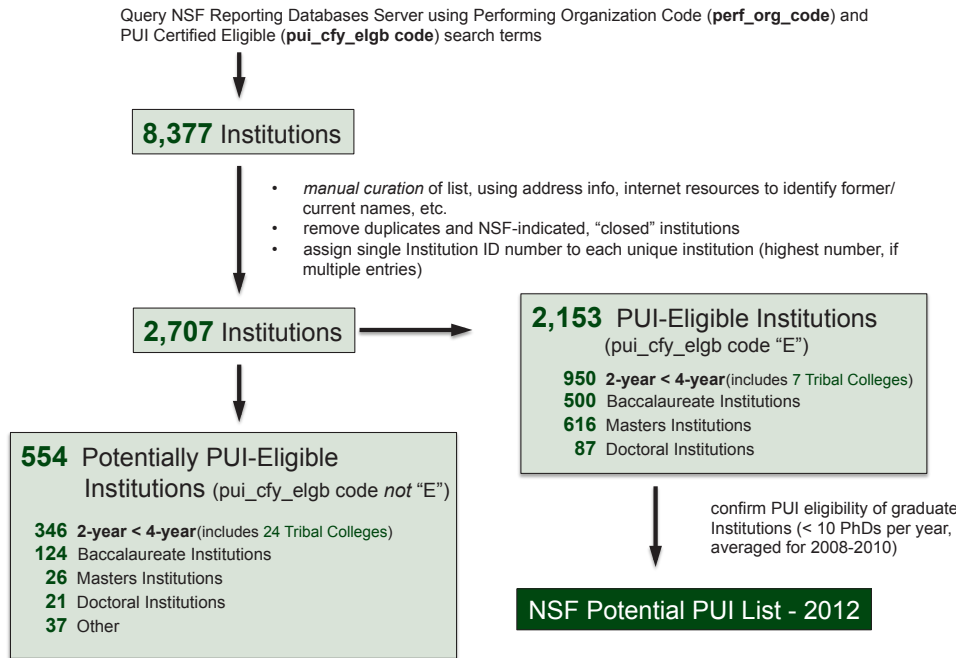 Query NSF Reporting Databases Server using Performing Organization Code (perf_org_code) and
PUI Certified Eligible (pui_cfy_elgb code) search terms
8,377 Institutions
• manual curation of list, using address info, internet resources to identify former/
current names, etc.
• remove duplicates and NSF-indicated, “closed” institutions
• assign single Institution ID number to each unique institution (highest number, if
multiple entries)
2,707 Institutions
2,153 PUI-Eligible Institutions
(pui_cfy_elgb code “E”)
950 2-year < 4-year(includes 7 Tribal Colleges)
500 Baccalaureate Institutions
616 Masters Institutions
87 Doctoral Institutions
554 Potentially PUI-Eligible
Institutions (pui_cfy_elgb code not “E”)
346 2-year < 4-year(includes 24 Tribal Colleges)
124 Baccalaureate Institutions
26 Masters Institutions
21 Doctoral Institutions
37 Other
confirm PUI eligibility of graduate
Institutions (< 10 PhDs per year,
averaged for 2008-2010)
NSF Potential PUI List - 2012